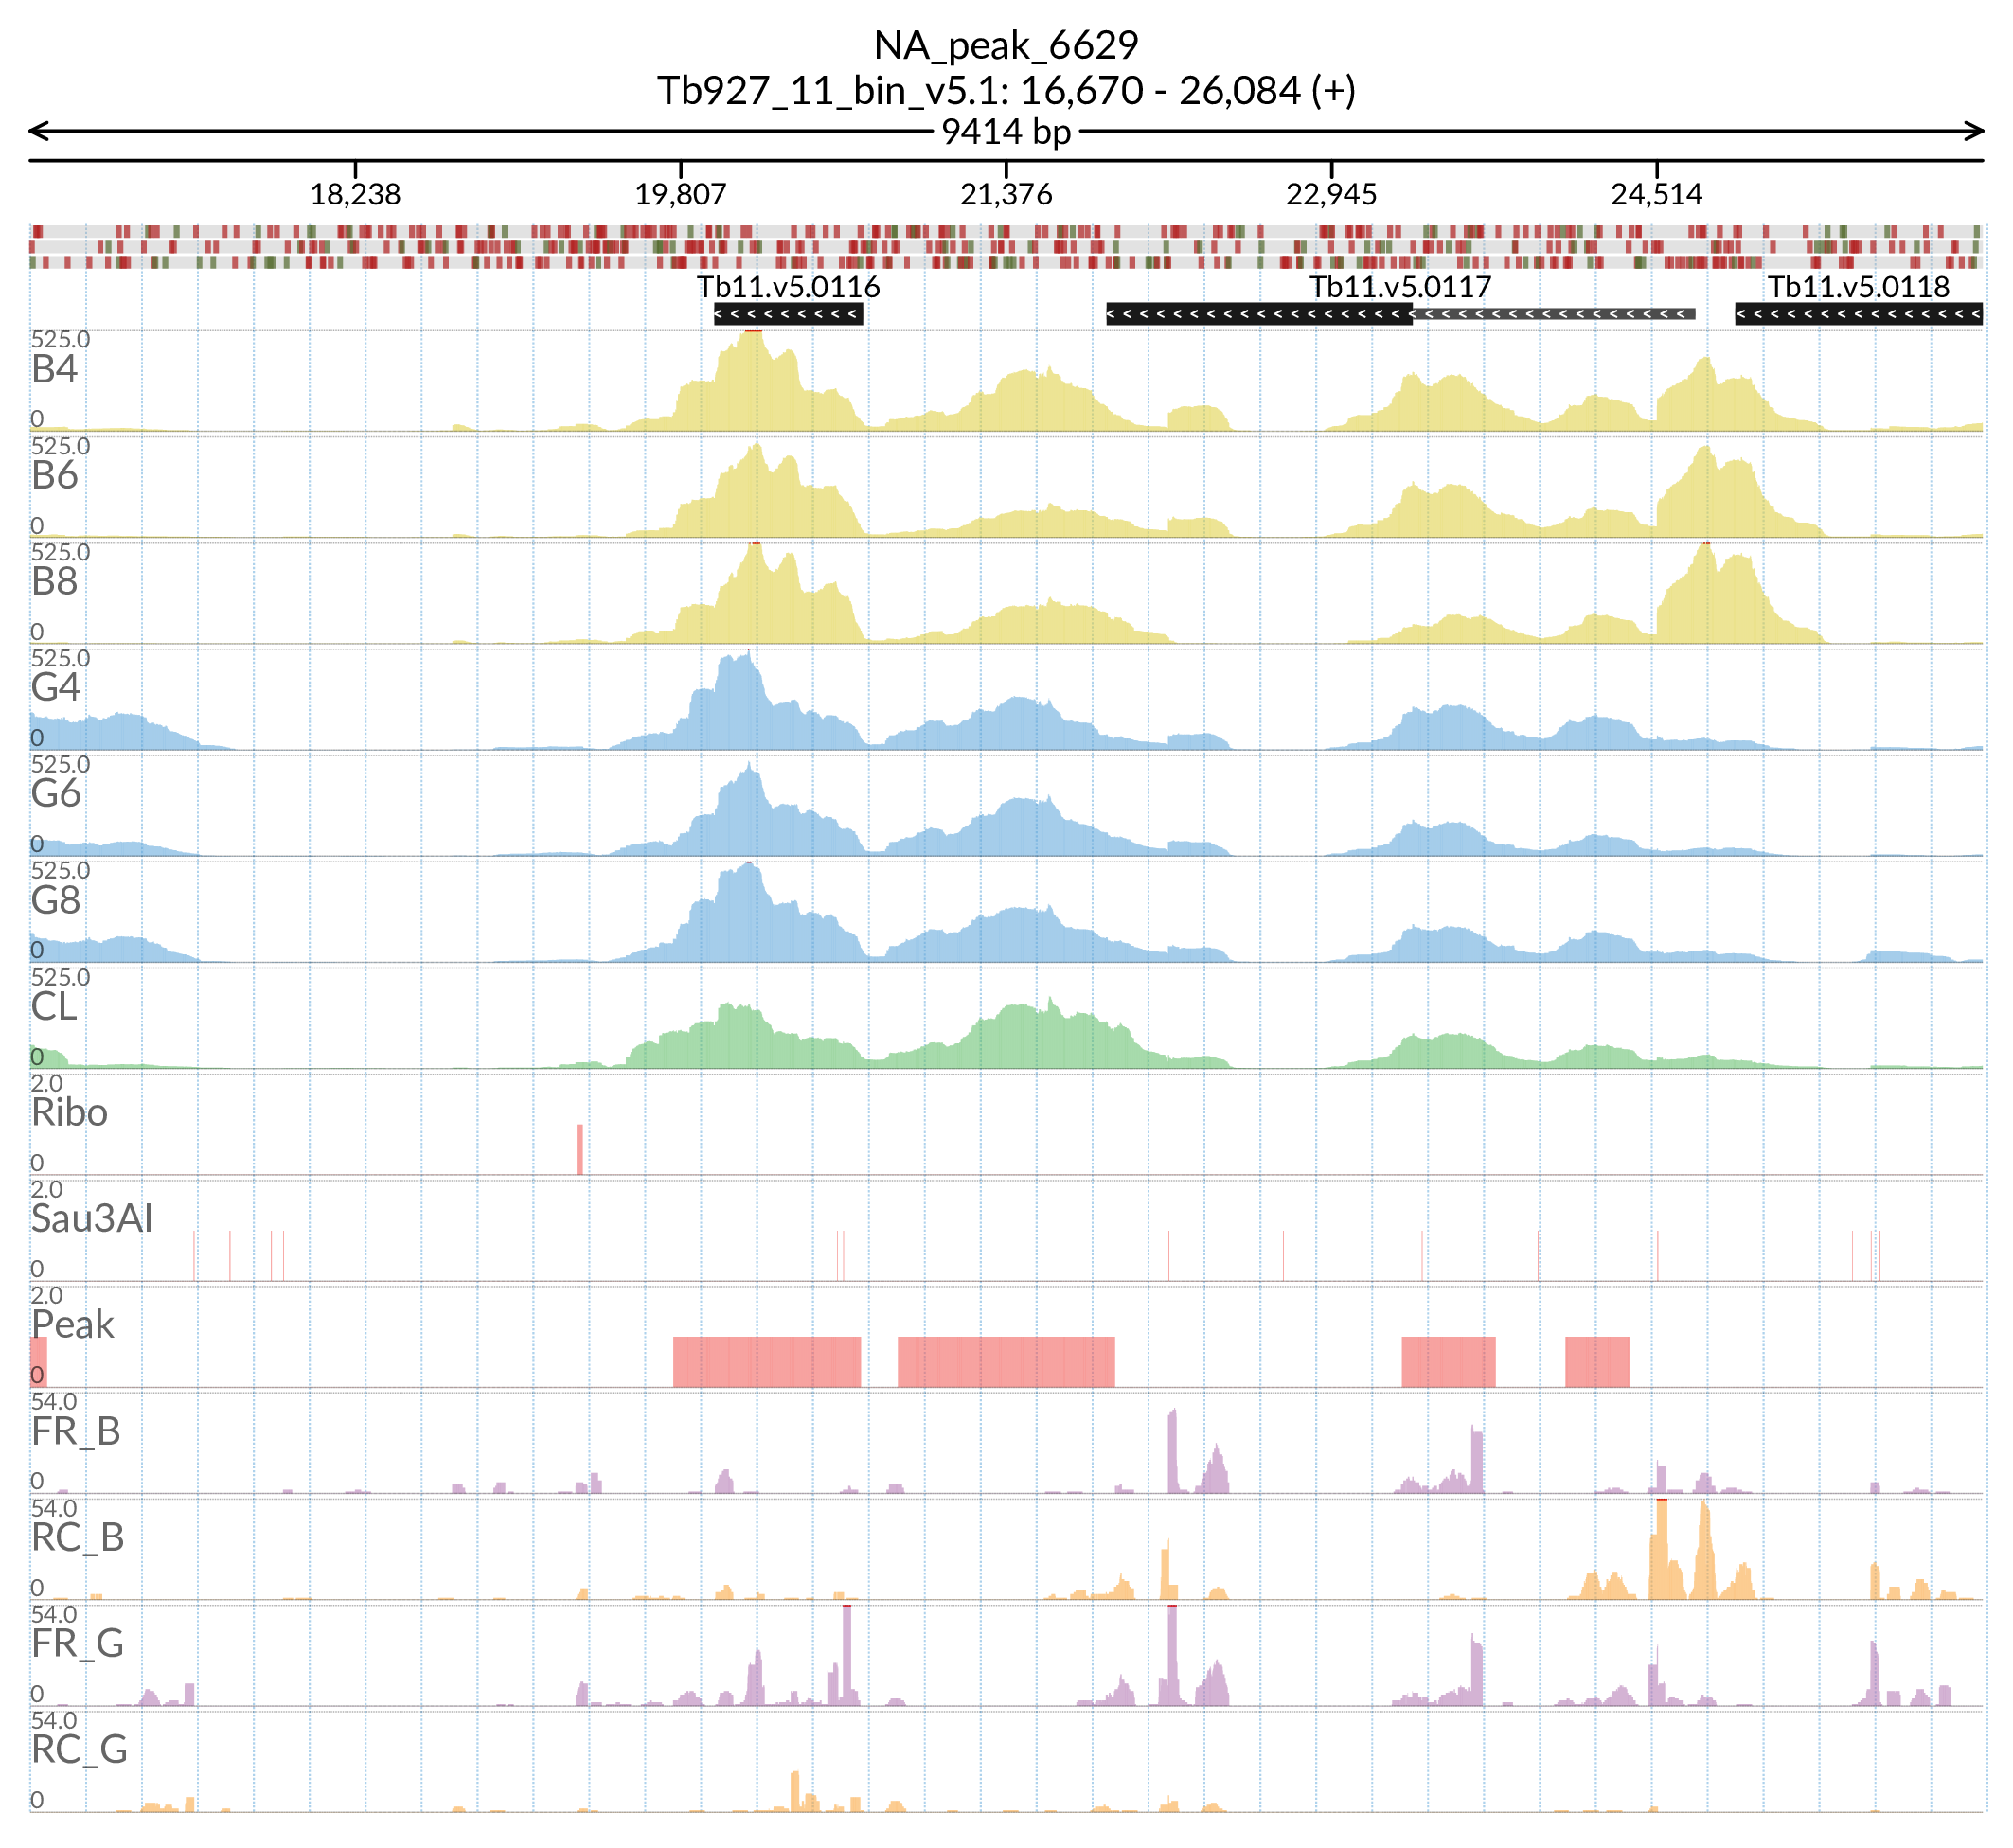 NA_peak_6629
Tb927_11_bin_v5.1: 16,670 - 26,084 (+)
9414 bp
18,238 19,807 21,376 22,945 24,514
Tb11.v5.0116 Tb11.v5.0117 Tb11.v5.0118
525.0
B4
0
525.0
B6
0
525.0
B8
0
525.0
G4
0
525.0
G6
0
525.0
G8
0
525.0
CL
0
2.0
Ribo
0
2.0
Sau3AI
0
2.0
Peak
0
54.0
FR_B
0
54.0
RC_B
0
54.0
FR_G
0
54.0
RC_G
0